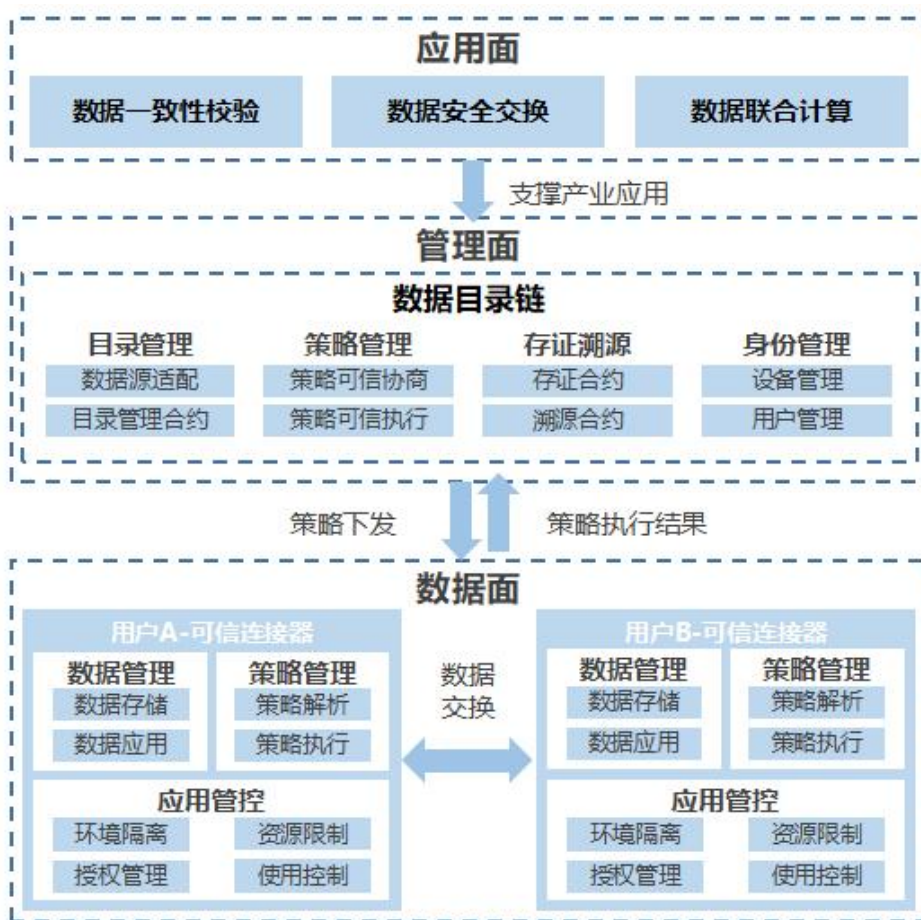 应用面
数据一致性校验 数据安全交换 数据联合计算
支撑产业应用
管理面
数据目录链
目录管理 策略管理 存证溯源 身份管理
数据源适配 策略可信协商 存证合约 设备管理
目录管理合约 策略可信执行 溯源合约 用户管理
策略下发 策略执行结果
数据面
用户A-可信连接器
数据管理 策略管理
数据存储 策略解析
数据应用 策略执行
应用管控
环境隔离 资源限制
授权管理 使用控制
数据
交换
用户B-可信连接器
数据管理 策略管理
数据存储 策略解析
数据应用 策略执行
应用管控
环境隔离 资源限制
授权管理 使用控制